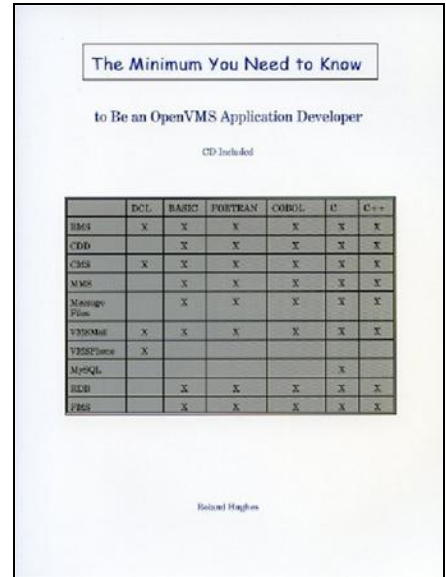 The Minimum You Need to Know
to Be an OpenVMS Application Developer
CD Included
DCL BASIC FORTRAN COBOL C C++
RMS X X X X X X
CDD X X X X X
CMS X X X X X X
MMS X X X X X
Message Files X X X X X
VMSMail X X X X X X
VMSPhone X
MySQL X
RDB X X X X X
FMS X X X X X
Roland Hughes